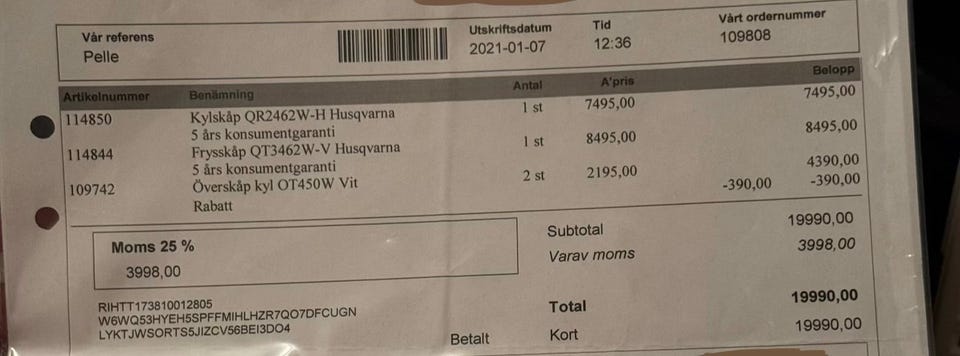 Vår referens Utskriftsdatum Tid Vårt ordernummer
Pelle 2021-01-07 12:36 109808
Artikelnummer Benämning Antal A'pris Belopp
114850 Kylskåp QR2462W-H Husqvarna 1 st 7495,00 7495,00
5 års konsumentgaranti
114844 Frysskåp QT3462W-V Husqvarna 1 st 8495,00 8495,00
5 års konsumentgaranti
109742 Överskåp kyl OT450W Vit 2 st 2195,00 4390,00
Rabatt -390,00 -390,00
Moms 25 % Subtotal 19990,00
3998,00 Varav moms 3998,00
RIHTT173810012805 Total 19990,00
W6WQ53HYEH5SPFFMIHLHZR7QO7DFCUGN
LYKTJWSORTS5JIZCV56BEI3DO4 Betalt Kort 19990,00